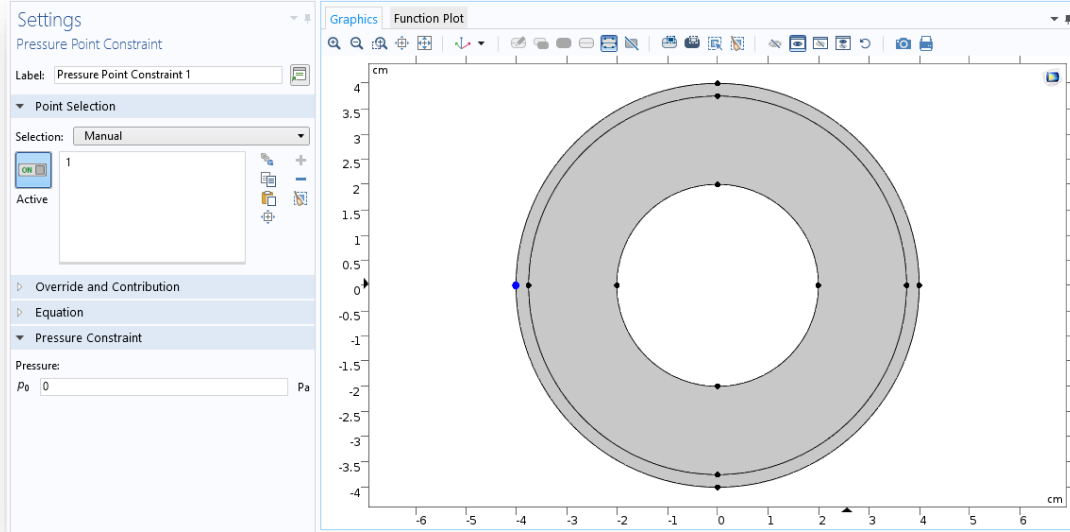 Settings
Pressure Point Constraint
Label: Pressure Point Constraint 1
Point Selection
Selection: Manual
ON
Active
1
Override and Contribution
Equation
Pressure Constraint
Pressure:
p₀ 0 Pa
Graphics Function Plot
cm
4
3.5
3
2.5
2
1.5
1
0.5
0
-0.5
-1
-1.5
-2
-2.5
-3
-3.5
-4
cm
-6 -5 -4 -3 -2 -1 0 1 2 3 4 5 6